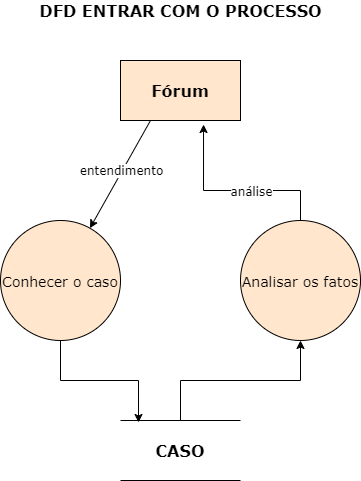 DFD ENTRAR COM O PROCESSO
Fórum
entendimento
análise
Conhecer o caso
Analisar os fatos
CASO